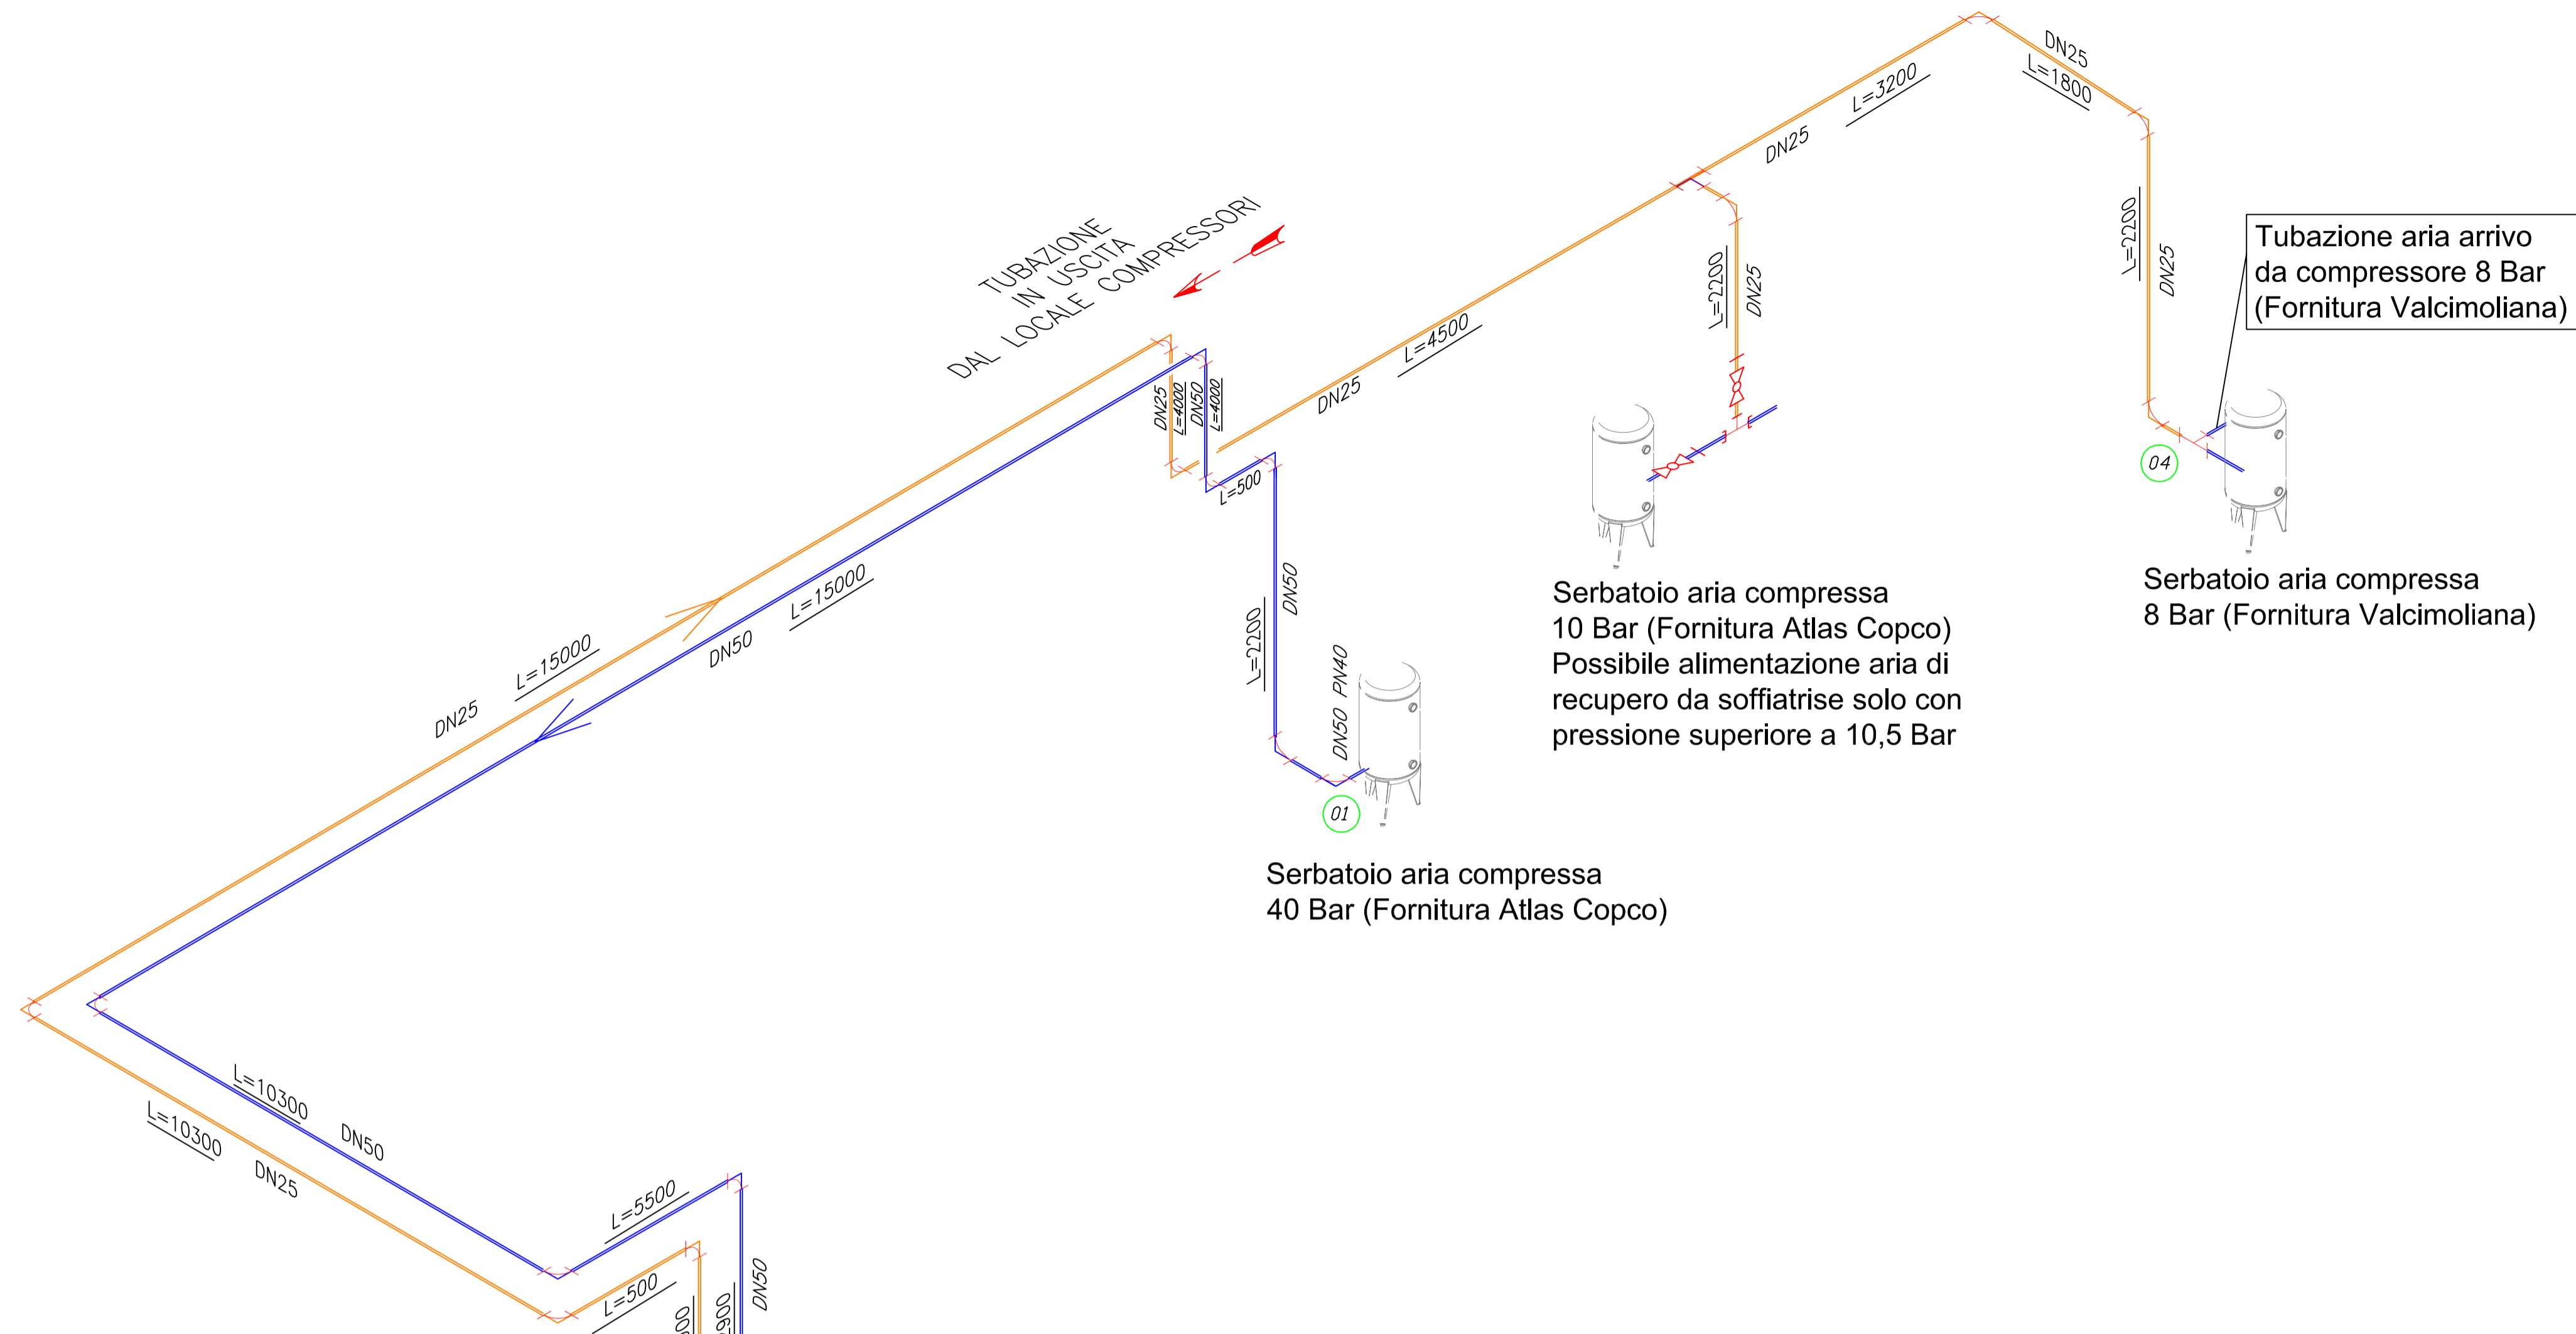 DN25
L=1800
L=3200
DN25
TUBAZIONE
IN USCITA
DAL LOCALE COMPRESSORI
L=2200
DN25
Tubazione aria arrivo
da compressore 8 Bar
(Fornitura Valcimoliana)
L=2200
DN25
L=4500
DN25
DN25
L=4000
DN50
L=4000
L=500
04
DN50
L=2200
L=15000
DN50
L=15000
DN25
Serbatoio aria compressa
10 Bar (Fornitura Atlas Copco)
Possibile alimentazione aria di
recupero da soffiatrise solo con
pressione superiore a 10,5 Bar
Serbatoio aria compressa
8 Bar (Fornitura Valcimoliana)
DN50 PN40
01
Serbatoio aria compressa
40 Bar (Fornitura Atlas Copco)
L=10300
DN50
L=10300
DN25
L=5500
L=500
DN50